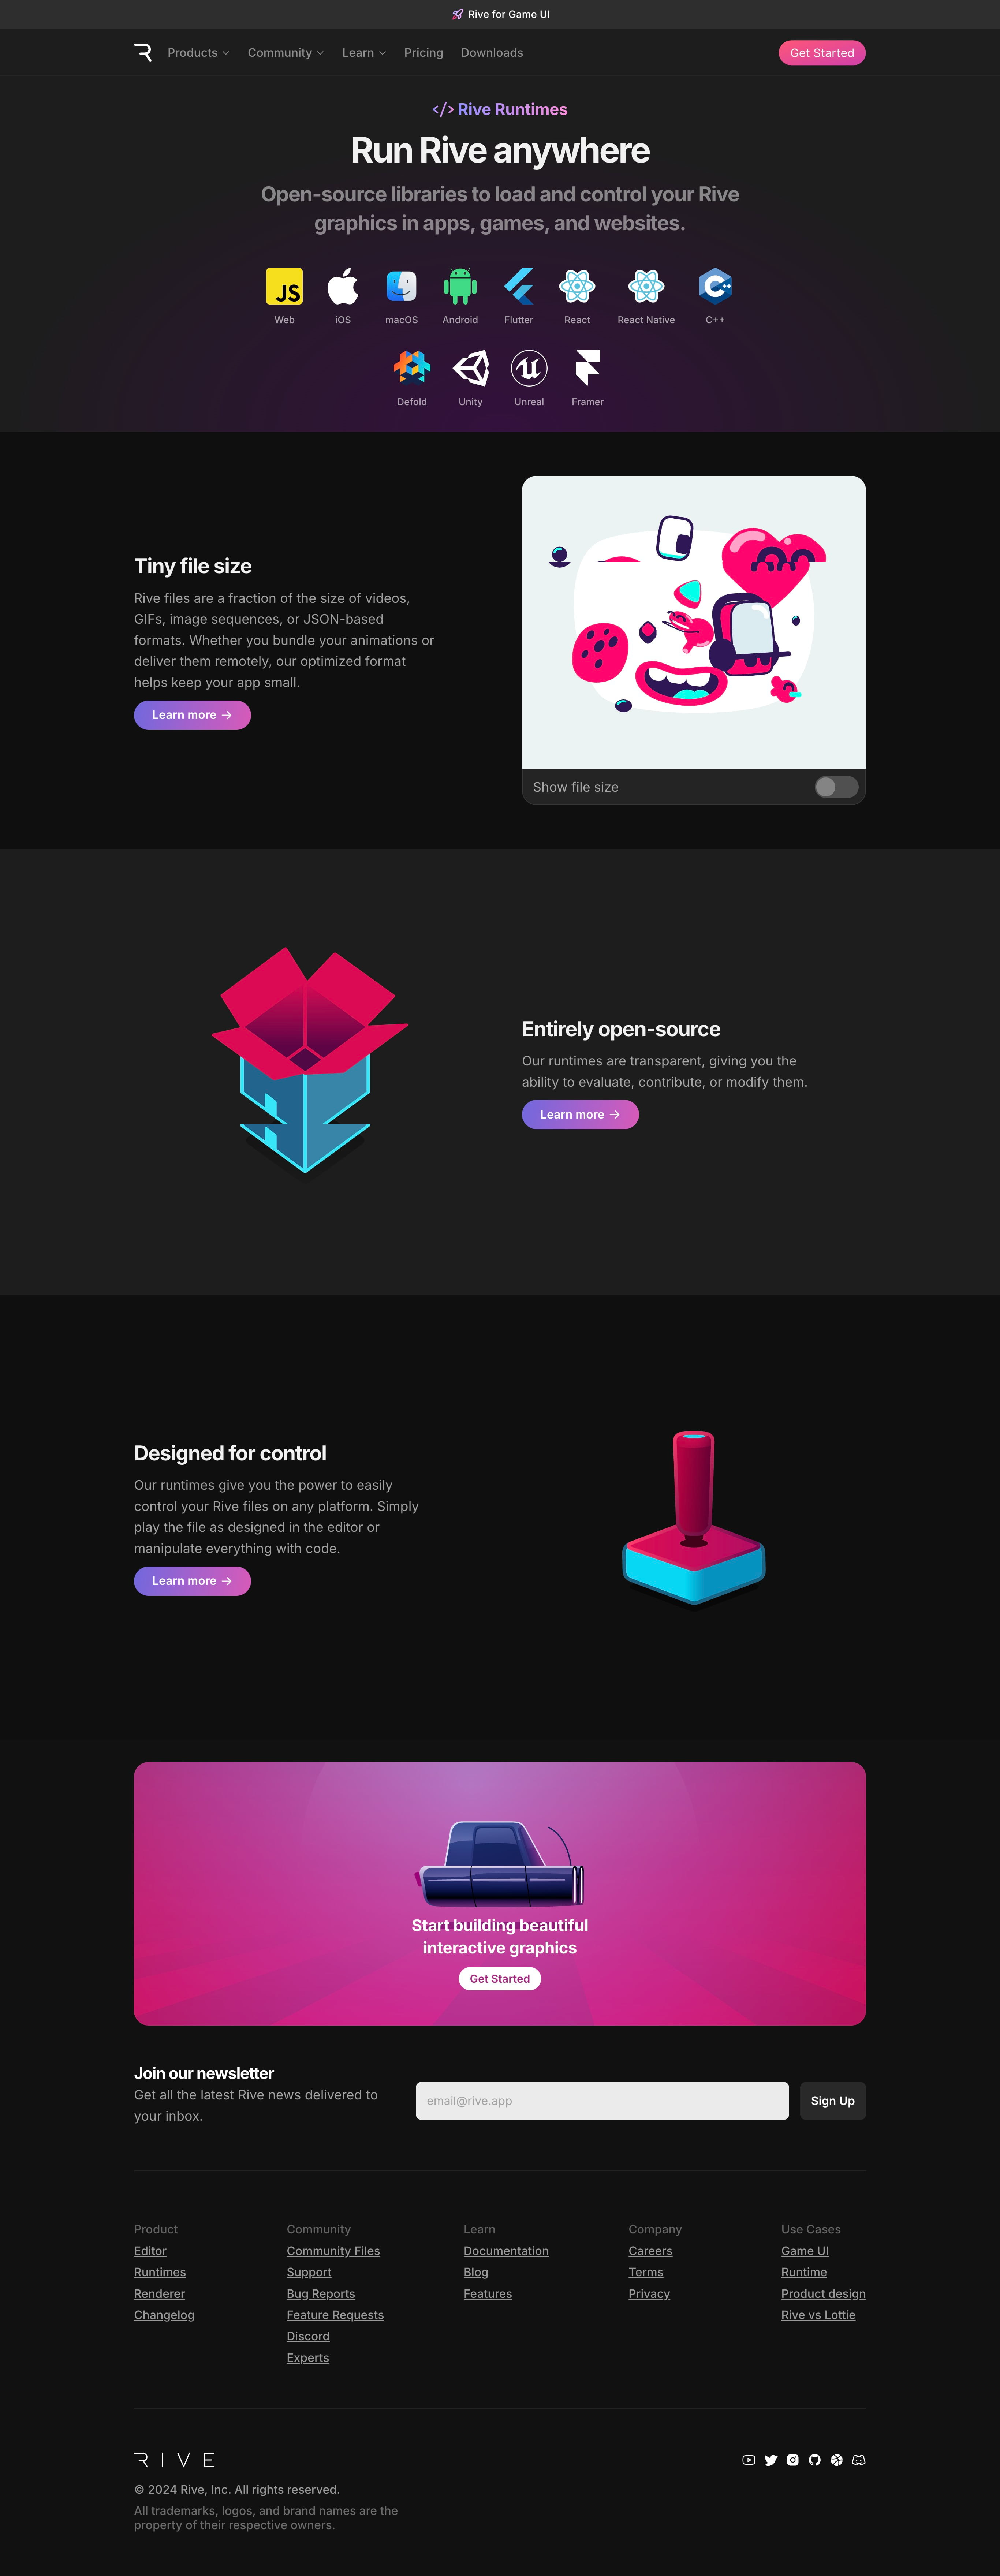 Rive for Game UI
Products
Community
Learn
Pricing
Downloads
Get Started
</> Rive Runtimes
Run Rive anywhere
Open-source libraries to load and control your Rive
graphics in apps, games, and websites.
JS
Web
iOS
macOS
Android
Flutter
React
React Native
C++
Defold
Unity
Unreal
Framer
Tiny file size
Rive files are a fraction of the size of videos,
GIFs, image sequences, or JSON-based
formats. Whether you bundle your animations or
deliver them remotely, our optimized format
helps keep your app small.
Learn more →
Show file size
Entirely open-source
Our runtimes are transparent, giving you the
ability to evaluate, contribute, or modify them.
Learn more →
Designed for control
Our runtimes give you the power to easily
control your Rive files on any platform. Simply
play the file as designed in the editor or
manipulate everything with code.
Learn more →
Start building beautiful
interactive graphics
Get Started
Join our newsletter
Get all the latest Rive news delivered to
your inbox.
email@rive.app
Sign Up
Product
Editor
Runtimes
Renderer
Changelog
Community
Community Files
Support
Bug Reports
Feature Requests
Discord
Experts
Learn
Documentation
Blog
Features
Company
Careers
Terms
Privacy
Use Cases
Game UI
Runtime
Product design
Rive vs Lottie
RIVE
© 2024 Rive, Inc. All rights reserved.
All trademarks, logos, and brand names are the
property of their respective owners.